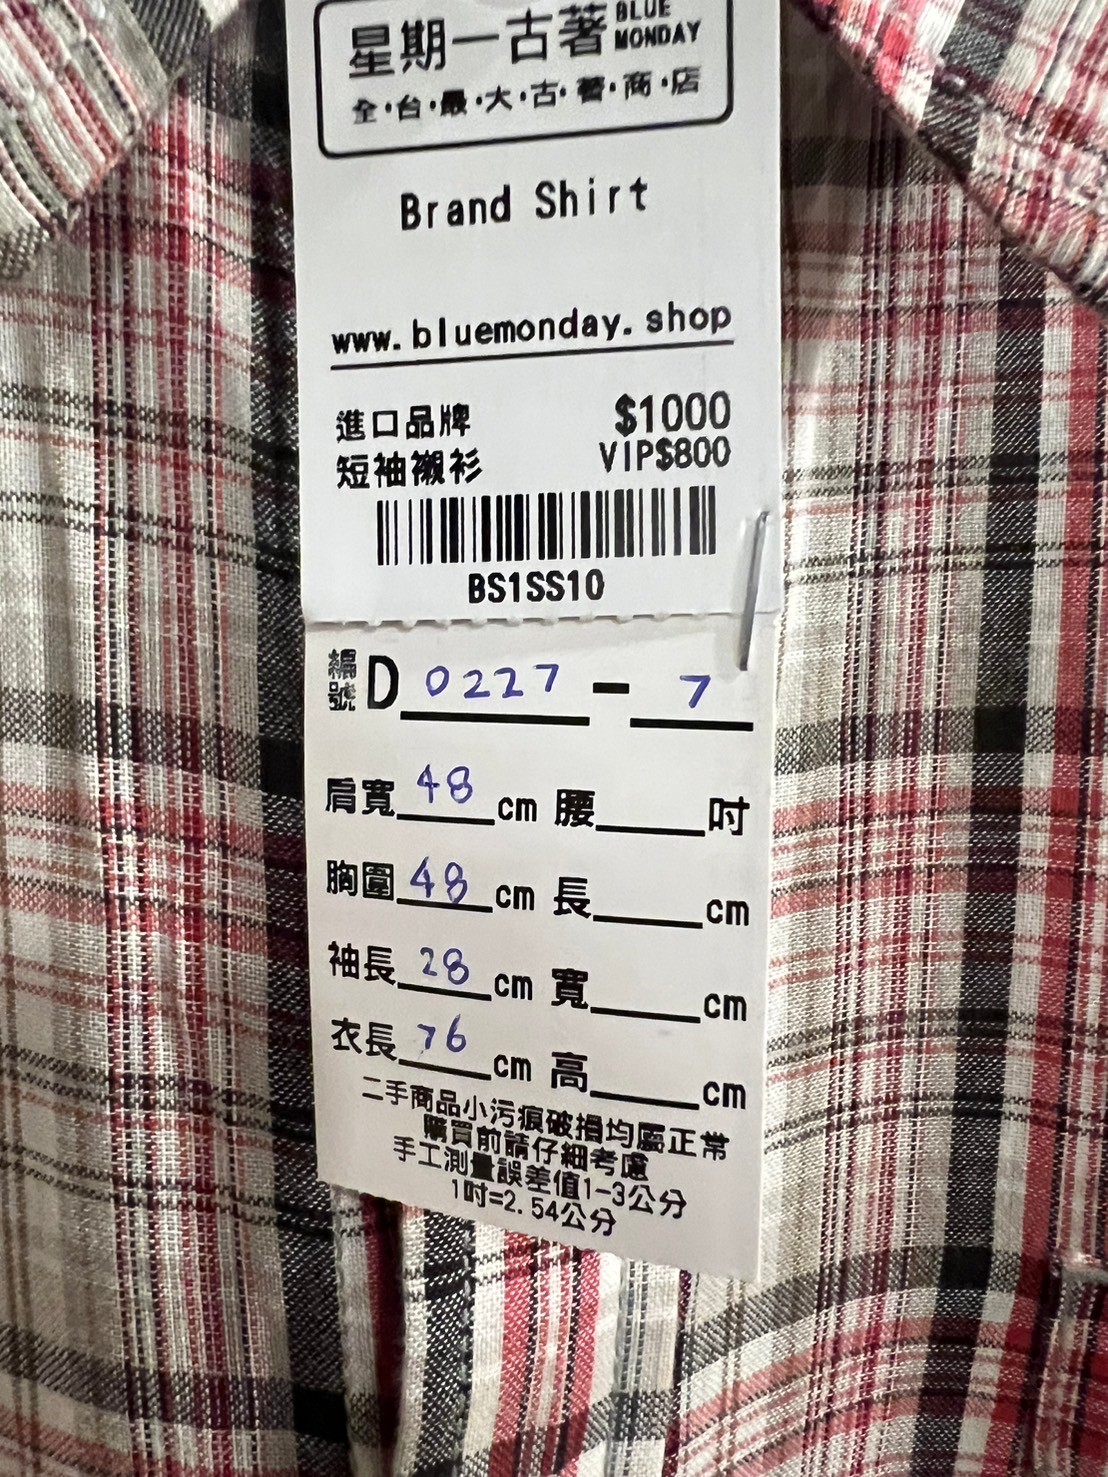 星期一古著 BLUE MONDAY
全·台·最·大·古·著·商·店
Brand Shirt
www.bluemonday.shop
進口品牌 $1000
短袖襯衫 VIP$800
BS1SS10
編號 D 0227 - 7
肩寬 48 cm 腰 吋
胸圍 48 cm 長 cm
袖長 28 cm 寬 cm
衣長 76 cm 高 cm
二手商品小污痕破損均屬正常
購買前請仔細考慮
手工測量誤差值1-3公分
1吋=2.54公分